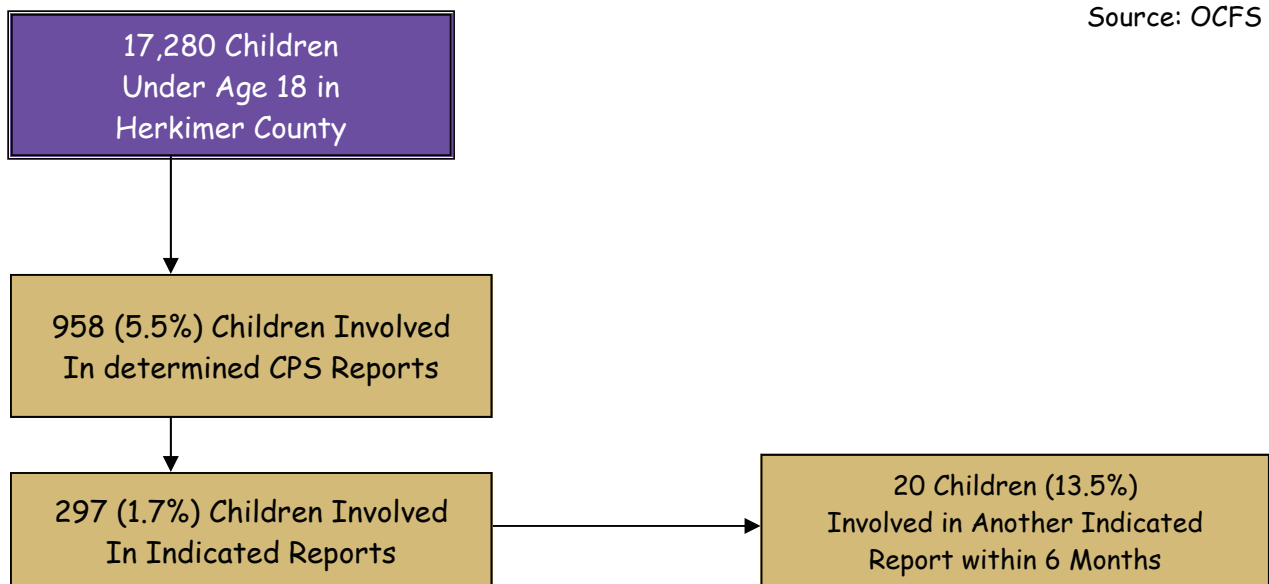 Source: OCFS
17,280 Children
Under Age 18 in
Herkimer County
958 (5.5%) Children Involved
In determined CPS Reports
297 (1.7%) Children Involved
In Indicated Reports
20 Children (13.5%)
Involved in Another Indicated
Report within 6 Months